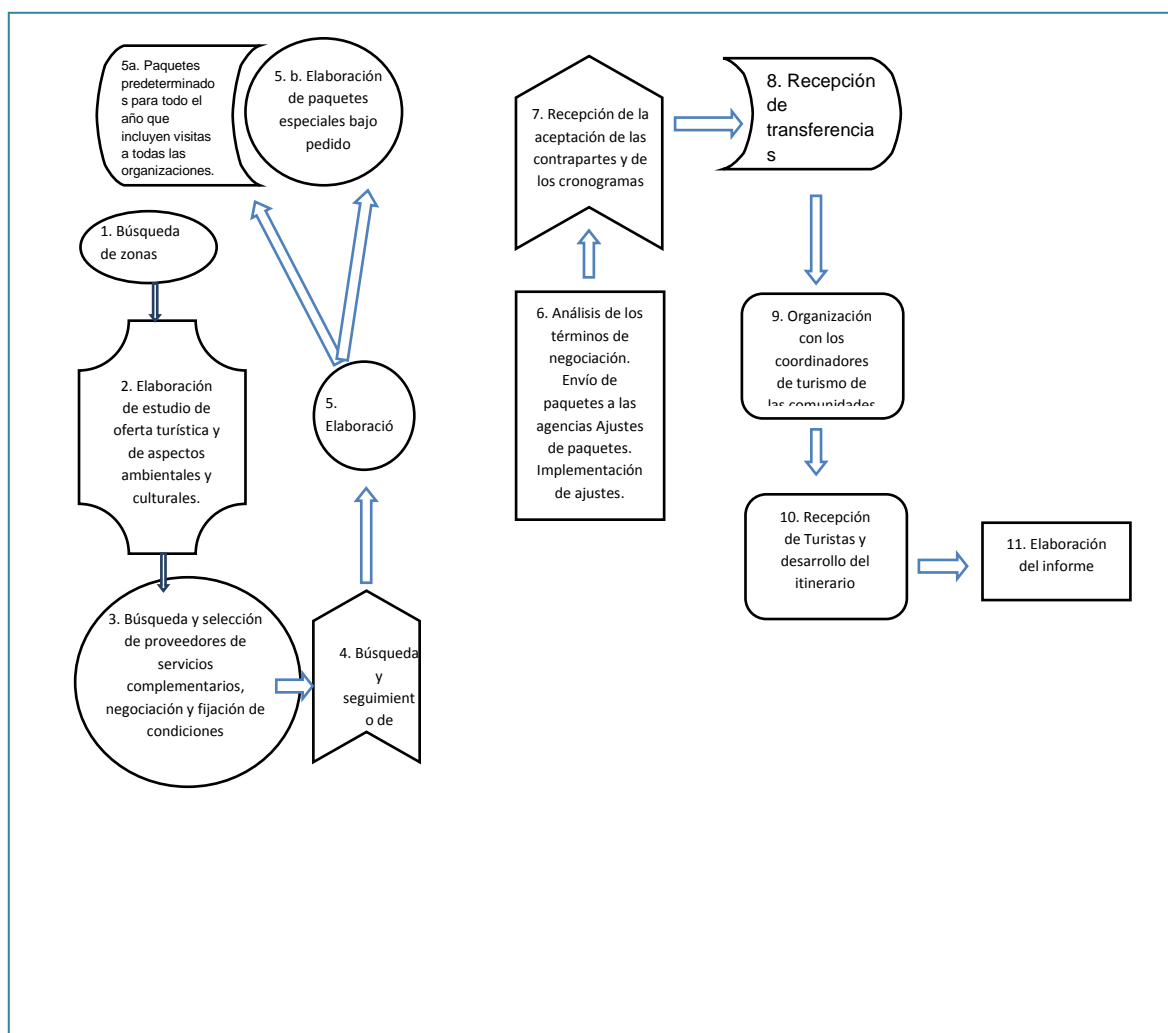 5a. Paquetes
predeterminado
s para todo el
año que
incluyen visitas
a todas las
organizaciones.
5. b. Elaboración
de paquetes
especiales bajo
pedido
1. Búsqueda
de zonas
2. Elaboración
de estudio de
oferta turística y
de aspectos
ambientales y
culturales.
3. Búsqueda y selección
de proveedores de
servicios
complementarios,
negociación y fijación de
condiciones
4. Búsqueda
y
seguimient
o de
5.
Elaboració
6. Análisis de los
términos de
negociación.
Envío de
paquetes a las
agencias Ajustes
de paquetes.
Implementación
de ajustes.
7. Recepción de la
aceptación de las
contrapartes y de
los cronogramas
8. Recepción
de
transferencia
s
9. Organización
con los
coordinadores
de turismo de
las comunidades
10. Recepción
de Turistas y
desarrollo del
itinerario
11. Elaboración
del informe